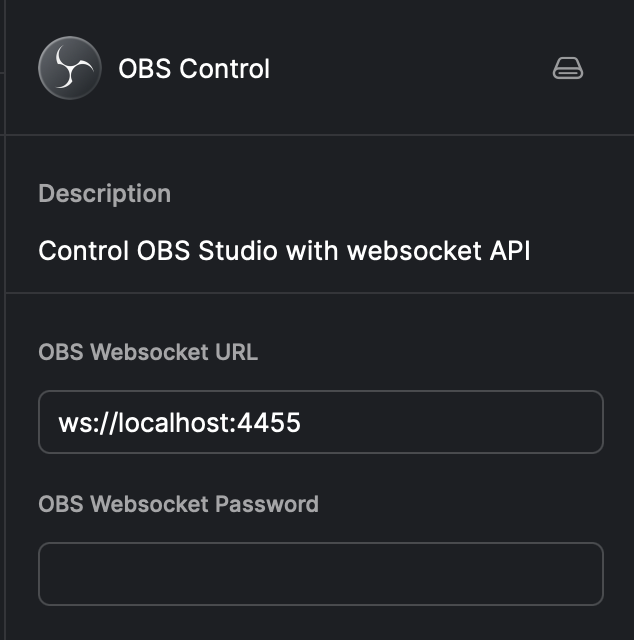 OBS Control
Description
Control OBS Studio with websocket API
OBS Websocket URL
ws://localhost:4455
OBS Websocket Password